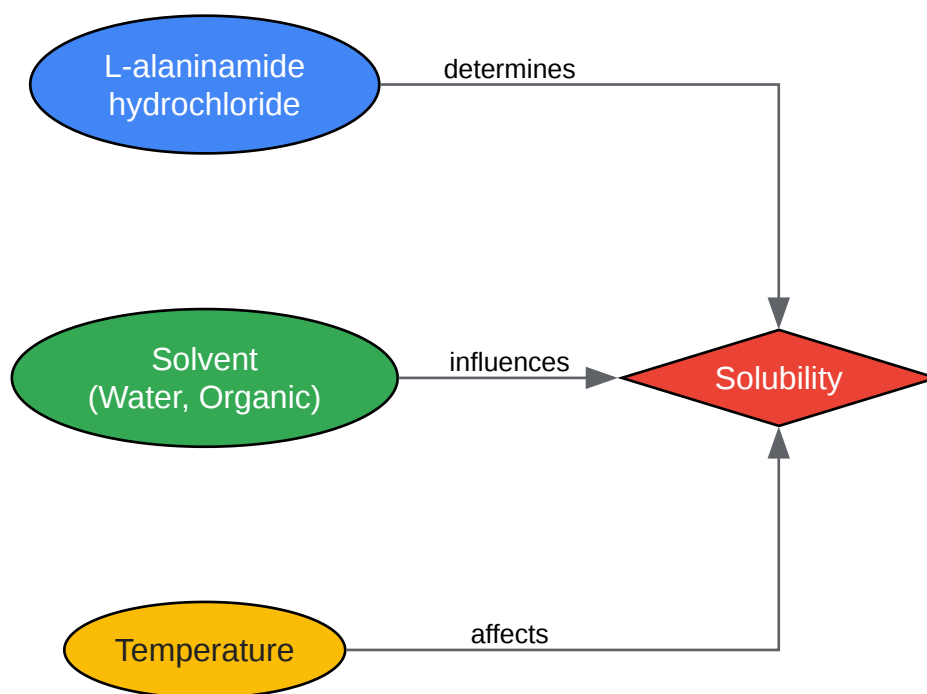 L-alaninamide
hydrochloride
determines
Solvent
(Water, Organic)
influences
Solubility
Temperature
affects